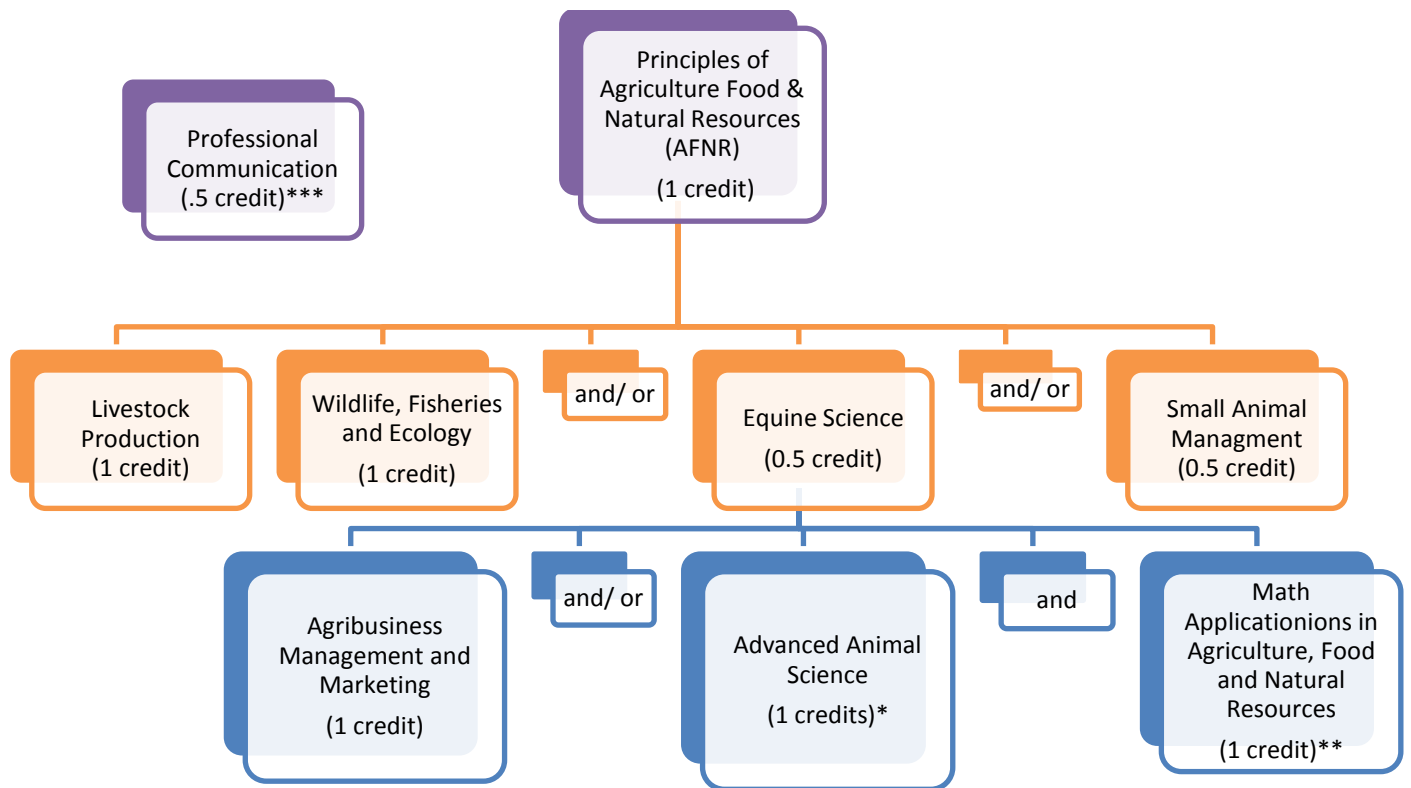 Principles of
Agriculture Food &
Natural Resources
(AFNR)
(1 credit)
Professional
Communication
(.5 credit)***
Livestock
Production
(1 credit)
Wildlife, Fisheries
and Ecology
(1 credit)
and/ or
Equine Science
(0.5 credit)
and/ or
Small Animal
Managment
(0.5 credit)
Agribusiness
Management and
Marketing
(1 credit)
and/ or
Advanced Animal
Science
(1 credits)*
and
Math
Applicationions in
Agriculture, Food
and Natural
Resources
(1 credit)**